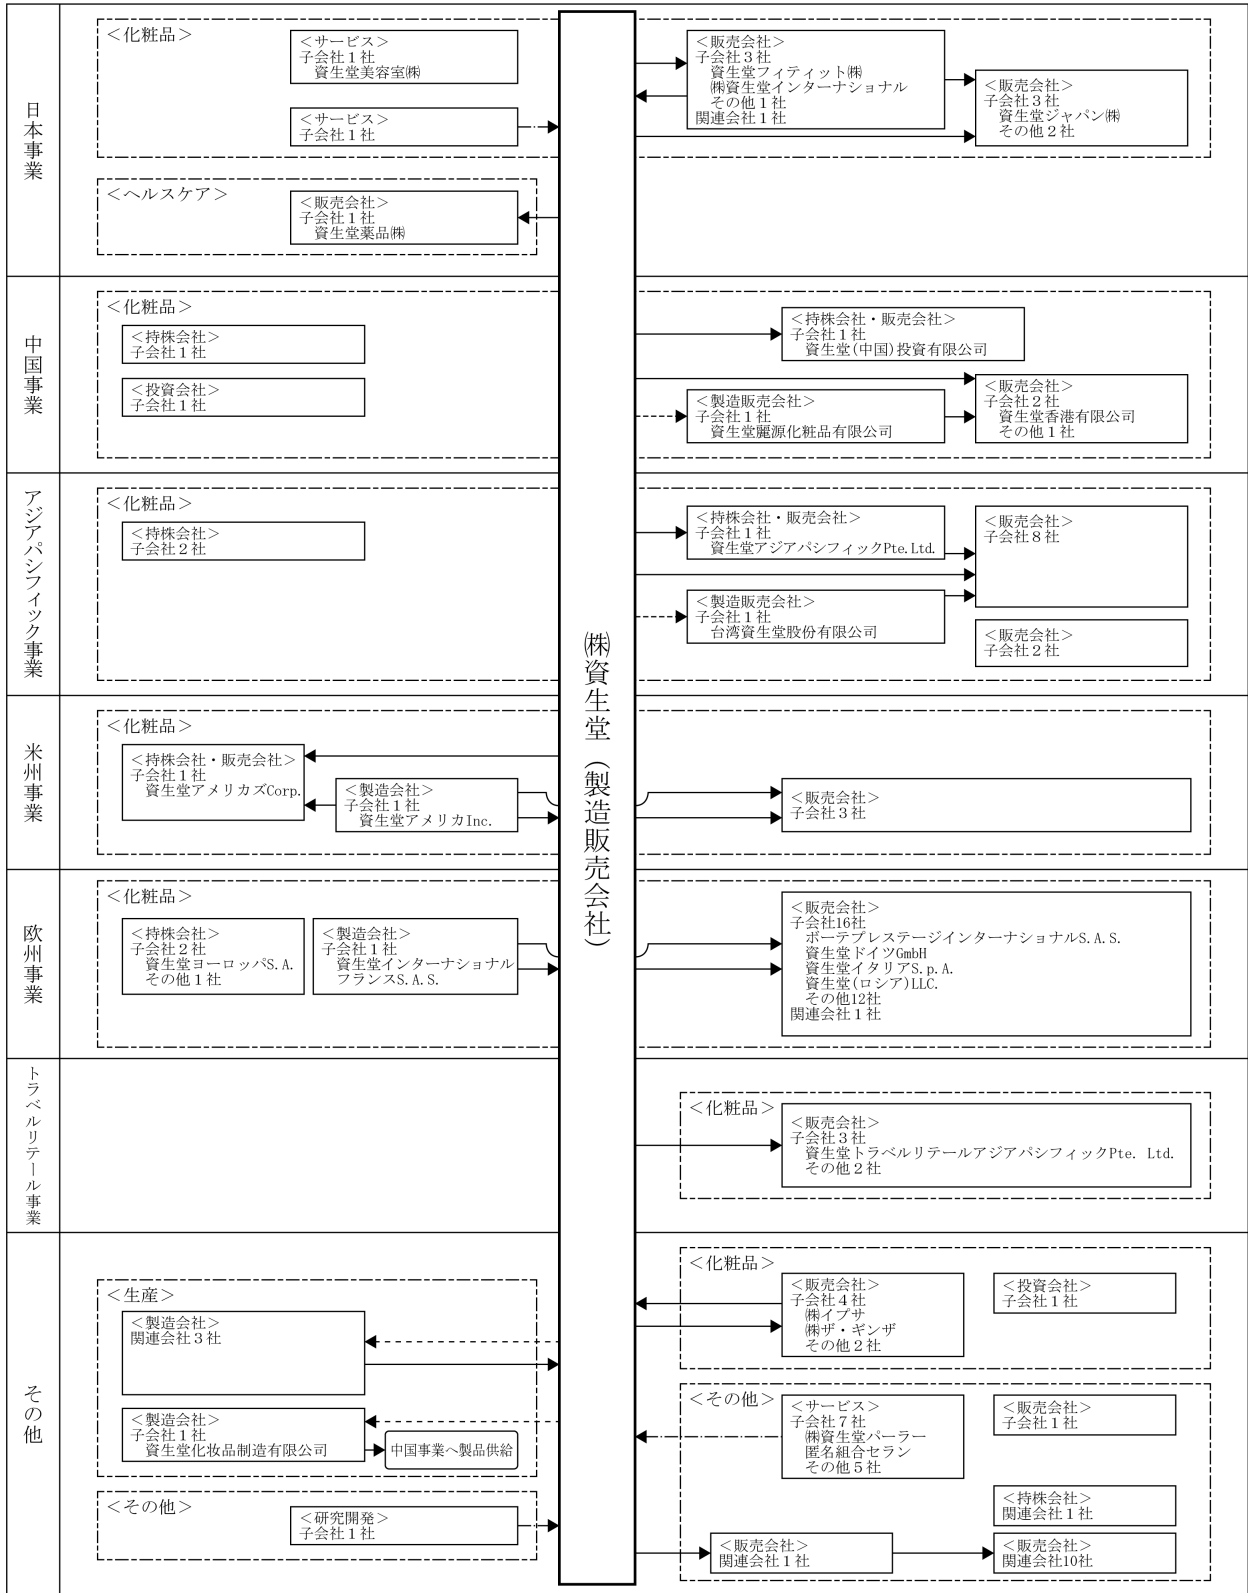 日本事業
＜化粧品＞
＜サービス＞
子会社１社
資生堂美容室㈱
＜サービス＞
子会社１社
＜販売会社＞
子会社３社
資生堂フィティット㈱
㈱資生堂インターナショナル
その他１社
関連会社１社
＜販売会社＞
子会社３社
資生堂ジャパン㈱
その他２社
＜ヘルスケア＞
＜販売会社＞
子会社１社
資生堂薬品㈱
中国事業
＜化粧品＞
＜持株会社＞
子会社１社
＜投資会社＞
子会社１社
＜持株会社・販売会社＞
子会社１社
資生堂(中国)投資有限公司
＜製造販売会社＞
子会社１社
資生堂麗源化粧品有限公司
＜販売会社＞
子会社２社
資生堂香港有限公司
その他１社
アジアパシフィック事業
＜化粧品＞
＜持株会社＞
子会社２社
＜持株会社・販売会社＞
子会社１社
資生堂アジアパシフィックPte.Ltd.
＜製造販売会社＞
子会社１社
台湾資生堂股份有限公司
＜販売会社＞
子会社８社
＜販売会社＞
子会社２社
㈱資生堂（製造販売会社）
米州事業
＜化粧品＞
＜持株会社・販売会社＞
子会社１社
資生堂アメリカズCorp.
＜製造会社＞
子会社１社
資生堂アメリカInc.
＜販売会社＞
子会社３社
欧州事業
＜化粧品＞
＜持株会社＞
子会社２社
資生堂ヨーロッパS.A.
その他１社
＜製造会社＞
子会社１社
資生堂インターナショナル
フランスS.A.S.
＜販売会社＞
子会社16社
ボーテプレステージインターナショナルS.A.S.
資生堂ドイツGmbH
資生堂イタリアS.p.A.
資生堂(ロシア)LLC.
その他12社
関連会社１社
トラベルリテール事業
＜化粧品＞
＜販売会社＞
子会社３社
資生堂トラベルリテールアジアパシフィックPte. Ltd.
その他２社
その他
＜生産＞
＜製造会社＞
関連会社３社
＜製造会社＞
子会社１社
資生堂化妆品制造有限公司
中国事業へ製品供給
＜その他＞
＜研究開発＞
子会社１社
＜化粧品＞
＜販売会社＞
子会社４社
㈱イプサ
㈱ザ・ギンザ
その他２社
＜投資会社＞
子会社１社
＜その他＞
＜サービス＞
子会社７社
㈱資生堂パーラー
匿名組合セラン
その他５社
＜販売会社＞
子会社１社
＜持株会社＞
関連会社１社
＜販売会社＞
関連会社１社
＜販売会社＞
関連会社10社